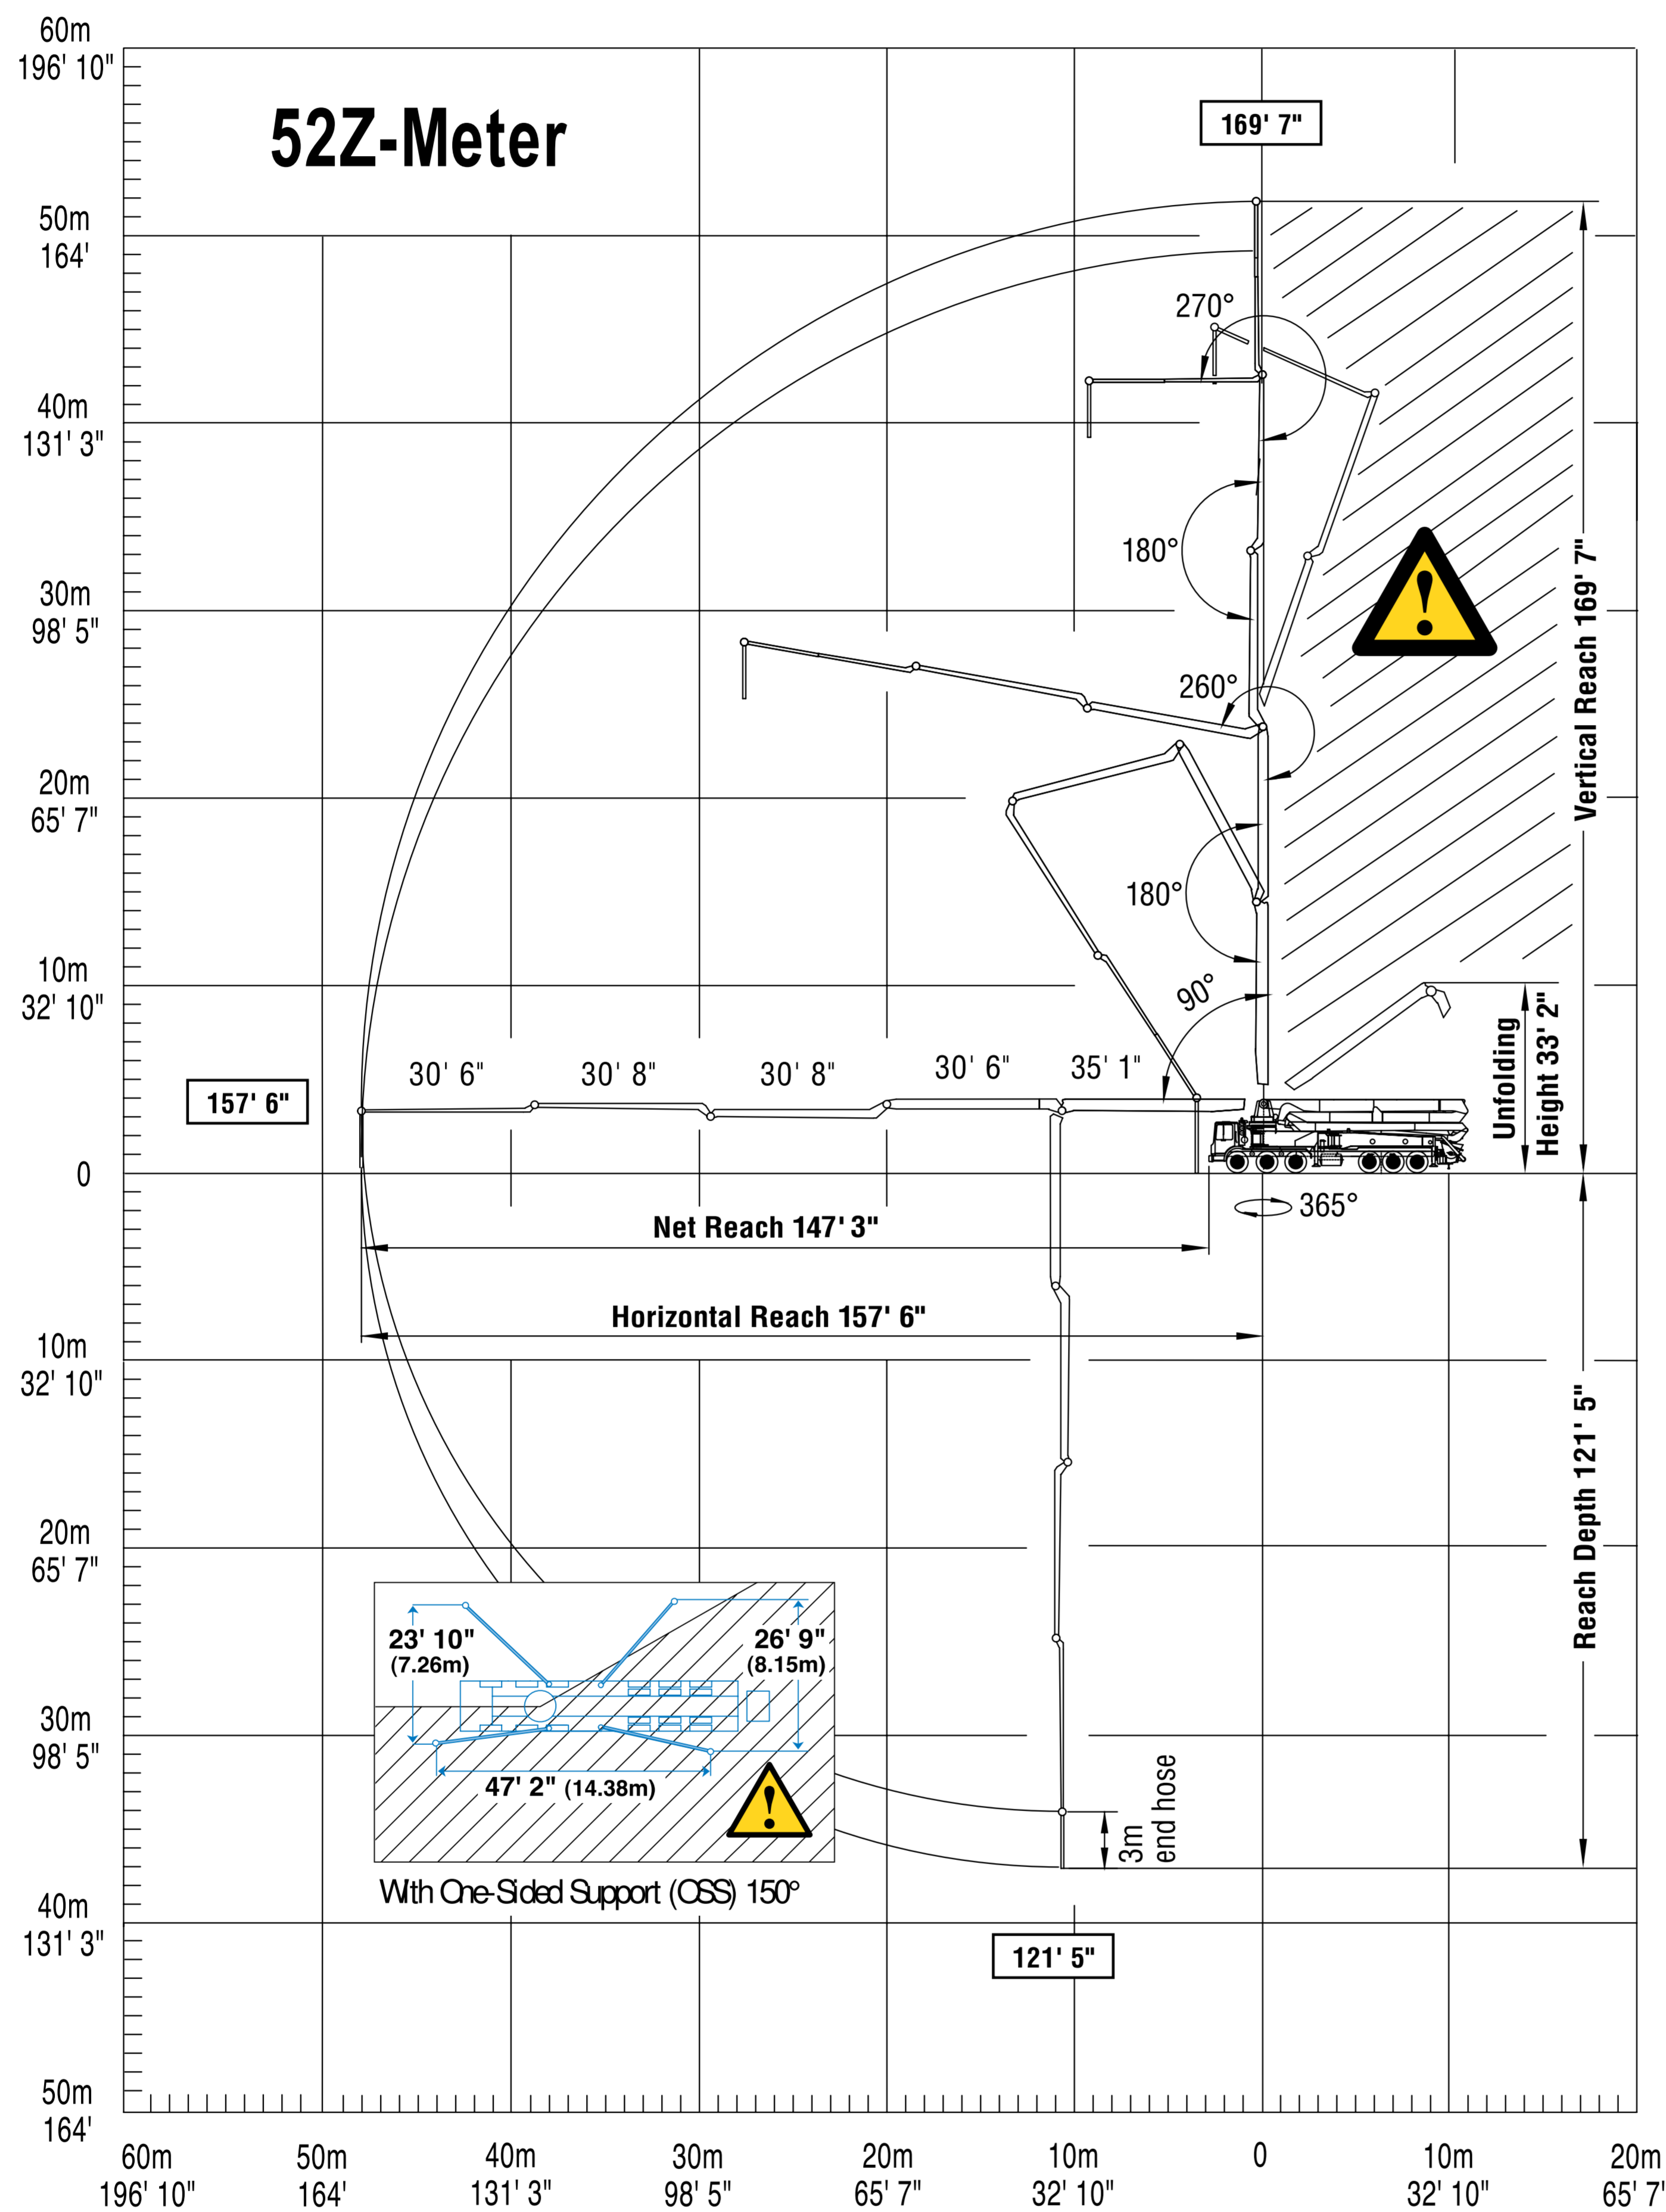 60m
196' 10"
52Z-Meter
169' 7"
50m
164'
270°
40m
131' 3"
180°
30m
98' 5"
260°
Vertical Reach 169' 7"
20m
65' 7"
180°
10m
32' 10"
90°
Unfolding
Height 33' 2"
30' 6"
30' 8"
30' 8"
30' 6"
35' 1"
157' 6"
0
365°
Net Reach 147' 3"
Horizontal Reach 157' 6"
10m
32' 10"
Reach Depth 121' 5"
20m
65' 7"
23' 10"
(7.26m)
26' 9"
(8.15m)
30m
98' 5"
47' 2" (14.38m)
3m
end hose
With One-Sided Support (OSS) 150°
40m
131' 3"
121' 5"
50m
164'
60m
196' 10"
50m
164'
40m
131' 3"
30m
98' 5"
20m
65' 7"
10m
32' 10"
0
10m
32' 10"
20m
65' 7'